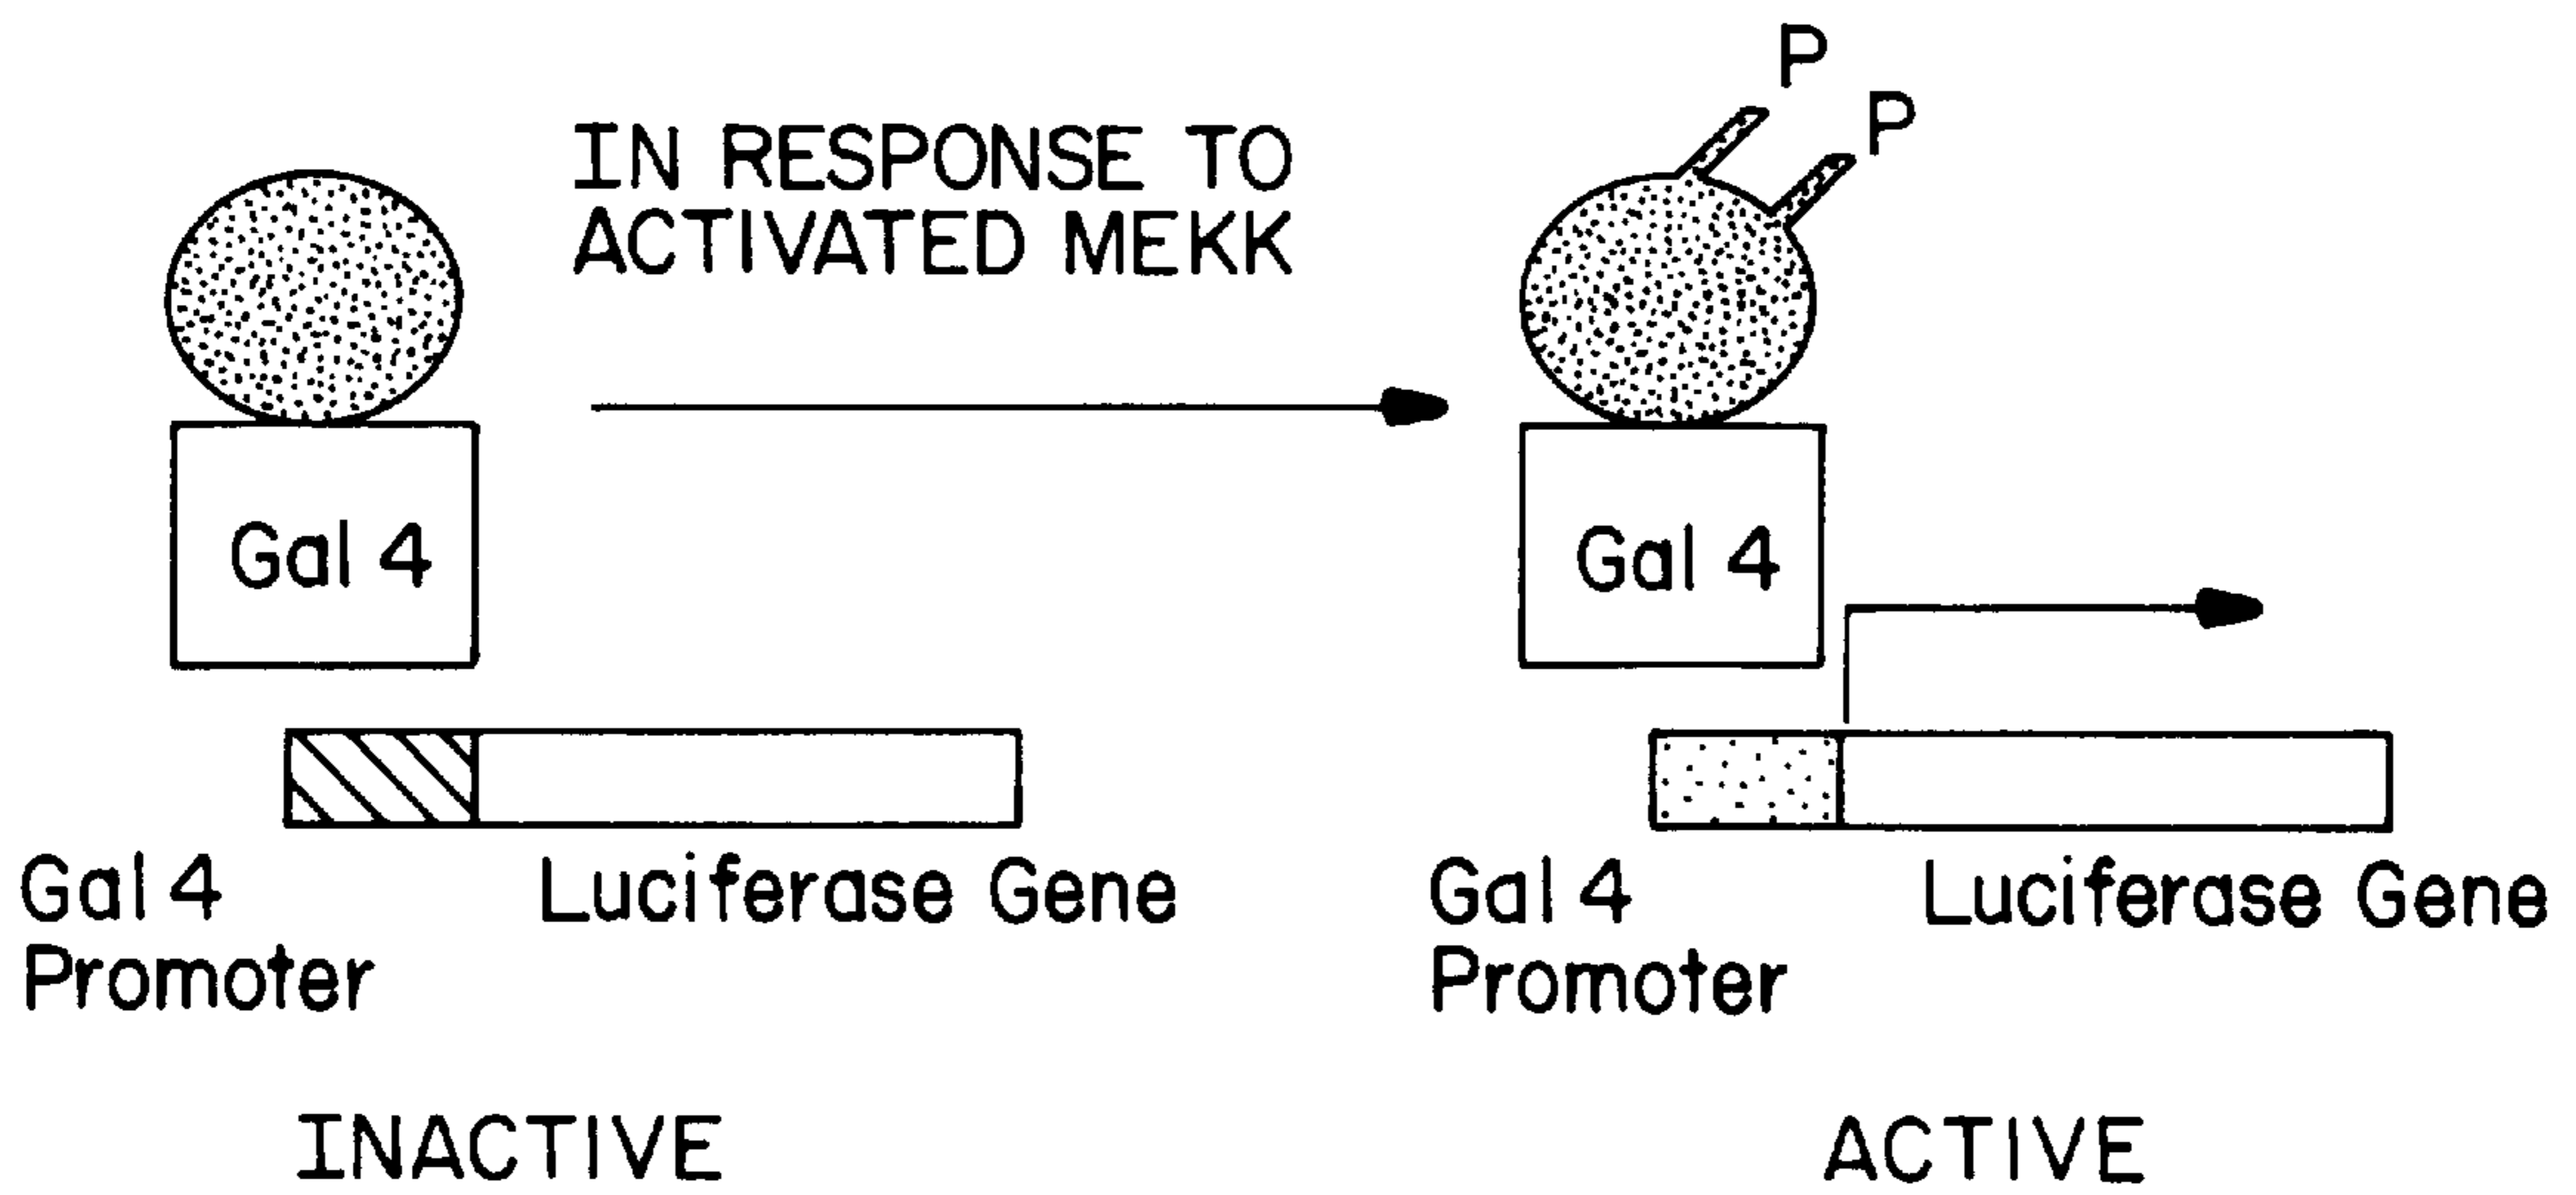 P
P
IN RESPONSE TO
ACTIVATED MEKK
Gal 4
Gal 4
Gal 4
Promoter
Luciferase Gene
Gal 4
Promoter
Luciferase Gene
INACTIVE
ACTIVE